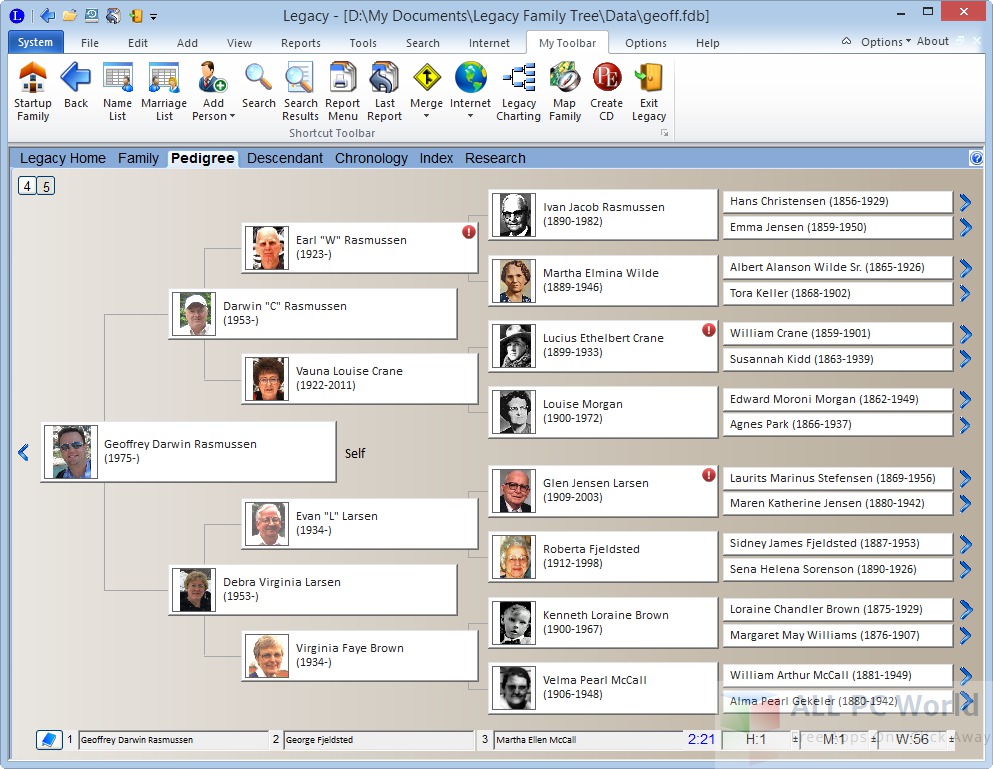 Legacy - [D:\My Documents\Legacy Family Tree\Data\geoff.fdb]
System File Edit Add View Reports Tools Search Internet My Toolbar Options Help Options About
Startup Family
Back
Name List
Marriage List
Add Person
Search
Search Results
Report Menu
Last Report
Merge
Internet
Legacy Charting
Map Family
Create CD
Exit Legacy
Shortcut Toolbar
Legacy Home Family Pedigree Descendant Chronology Index Research
4 5
Ivan Jacob Rasmussen
(1890-1982)
Hans Christensen (1856-1929)
Emma Jensen (1859-1950)
Earl "W" Rasmussen
(1923-)
Martha Elmina Wilde
(1889-1946)
Albert Alanson Wilde Sr. (1865-1926)
Tora Keller (1868-1902)
Darwin "C" Rasmussen
(1953-)
Lucius Ethelbert Crane
(1899-1933)
William Crane (1859-1901)
Susannah Kidd (1863-1939)
Vauna Louise Crane
(1922-2011)
Louise Morgan
(1900-1972)
Edward Moroni Morgan (1862-1949)
Agnes Park (1866-1937)
Geoffrey Darwin Rasmussen
(1975-)
Self
Glen Jensen Larsen
(1909-2003)
Laurits Marinus Stefensen (1869-1956)
Maren Katherine Jensen (1880-1942)
Evan "L" Larsen
(1934-)
Roberta Fjeldsted
(1912-1998)
Sidney James Fjeldsted (1887-1953)
Sena Helena Sorenson (1890-1926)
Debra Virginia Larsen
(1953-)
Kenneth Loraine Brown
(1900-1967)
Loraine Chandler Brown (1875-1929)
Margaret May Williams (1876-1907)
Virginia Faye Brown
(1934-)
Velma Pearl McCall
(1906-1948)
William Arthur McCall (1881-1949)
Alma Pearl Gekeler (1880-1942)
ALL PC World
Free Apps One Click Away
1 Geoffrey Darwin Rasmussen 2 George Fjeldsted 3 Martha Ellen McCall 2:21 H:1 ± M:1 ± W:56 ±